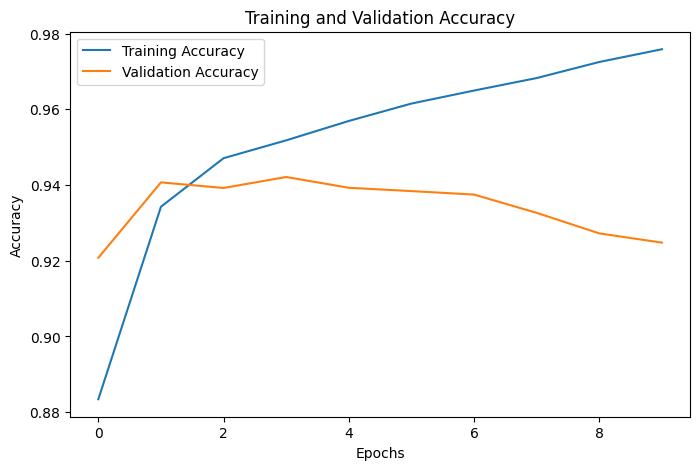 Training and Validation Accuracy
Training Accuracy
Validation Accuracy
Accuracy
0.98
0.96
0.94
0.92
0.90
0.88
0 2 4 6 8
Epochs